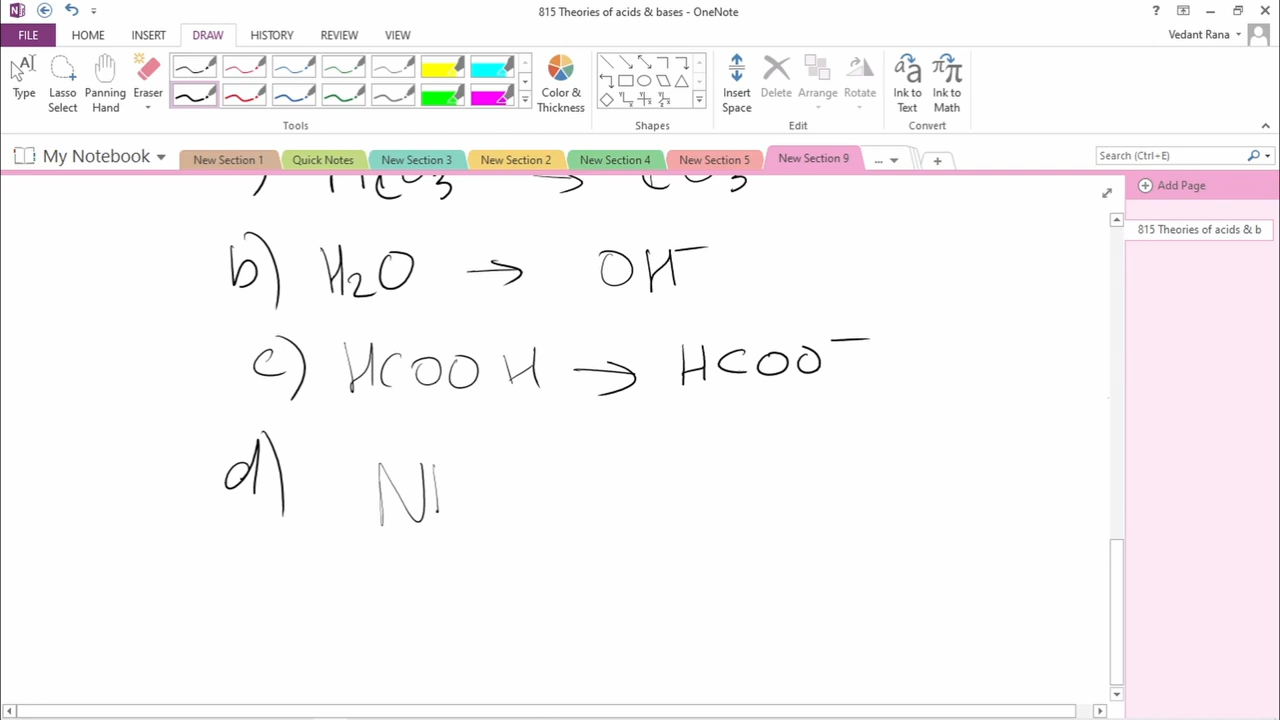 815 Theories of acids & bases - OneNote
FILE HOME INSERT DRAW HISTORY REVIEW VIEW
Vedant Rana
Type
Lasso Select
Panning Hand
Eraser
Color & Thickness
Insert Space
Delete
Arrange
Rotate
Ink to Text
Ink to Math
Tools
Shapes
Edit
Convert
My Notebook
New Section 1
Quick Notes
New Section 3
New Section 2
New Section 4
New Section 5
New Section 9
...
Search (Ctrl+E)
Add Page
815 Theories of acids & b
b) H2O → OH⁻
c) HCOOH → HCOO⁻
d) N